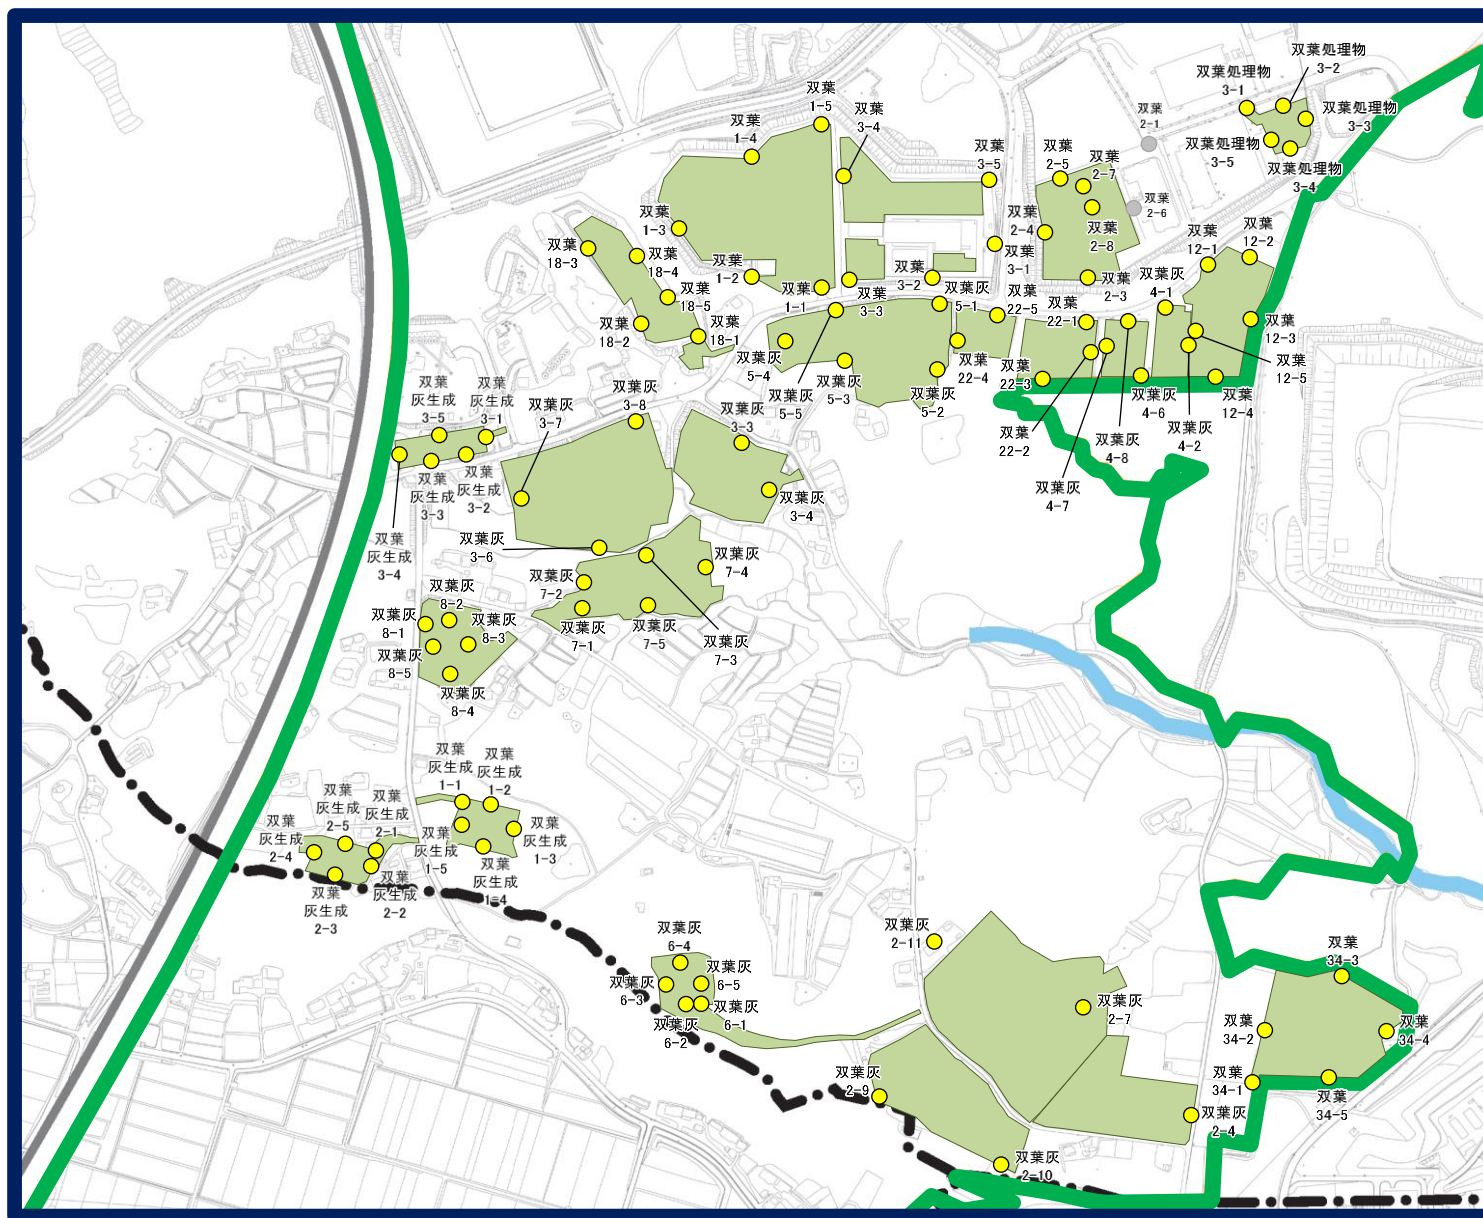 双葉処理物
3-2
双葉処理物
3-1
双葉処理物
3-3
双葉処理物
3-5
双葉処理物
3-4
双葉
2-1
双葉
2-6
双葉
1-5
双葉
3-4
双葉
1-4
双葉
3-5
双葉
2-5
双葉
2-7
双葉
2-4
双葉
2-8
双葉
2-3
双葉
1-3
双葉
18-3
双葉
18-4
双葉
18-5
双葉
1-2
双葉
1-1
双葉
3-3
双葉
3-2
双葉
3-1
双葉
12-1
双葉
12-2
双葉
12-3
双葉
12-5
双葉
12-4
双葉灰
4-1
双葉灰
5-1
双葉
22-5
双葉
22-1
双葉
18-2
双葉
18-1
双葉灰
5-4
双葉灰
5-5
双葉灰
5-3
双葉灰
5-2
双葉
22-4
双葉
22-3
双葉
22-2
双葉灰
4-6
双葉灰
4-2
双葉灰
4-8
双葉灰
4-7
双葉
灰生成
3-5
双葉
灰生成
3-1
双葉灰
3-7
双葉灰
3-8
双葉灰
3-3
双葉灰
3-4
双葉
灰生成
3-3
双葉
灰生成
3-2
双葉
灰生成
3-4
双葉灰
3-6
双葉灰
7-2
双葉灰
7-4
双葉灰
7-1
双葉灰
7-5
双葉灰
7-3
双葉灰
8-2
双葉灰
8-1
双葉灰
8-3
双葉灰
8-5
双葉灰
8-4
双葉
灰生成
1-1
双葉
灰生成
1-2
双葉
灰生成
2-5
双葉
灰生成
2-1
双葉
灰生成
2-4
双葉
灰生成
1-5
双葉
灰生成
1-3
双葉
灰生成
1-4
双葉
灰生成
2-3
双葉
灰生成
2-2
双葉灰
6-4
双葉灰
6-3
双葉灰
6-5
双葉灰
6-1
双葉灰
6-2
双葉灰
2-11
双葉灰
2-7
双葉灰
2-9
双葉灰
2-4
双葉灰
2-10
双葉
34-3
双葉
34-2
双葉
34-4
双葉
34-1
双葉
34-5